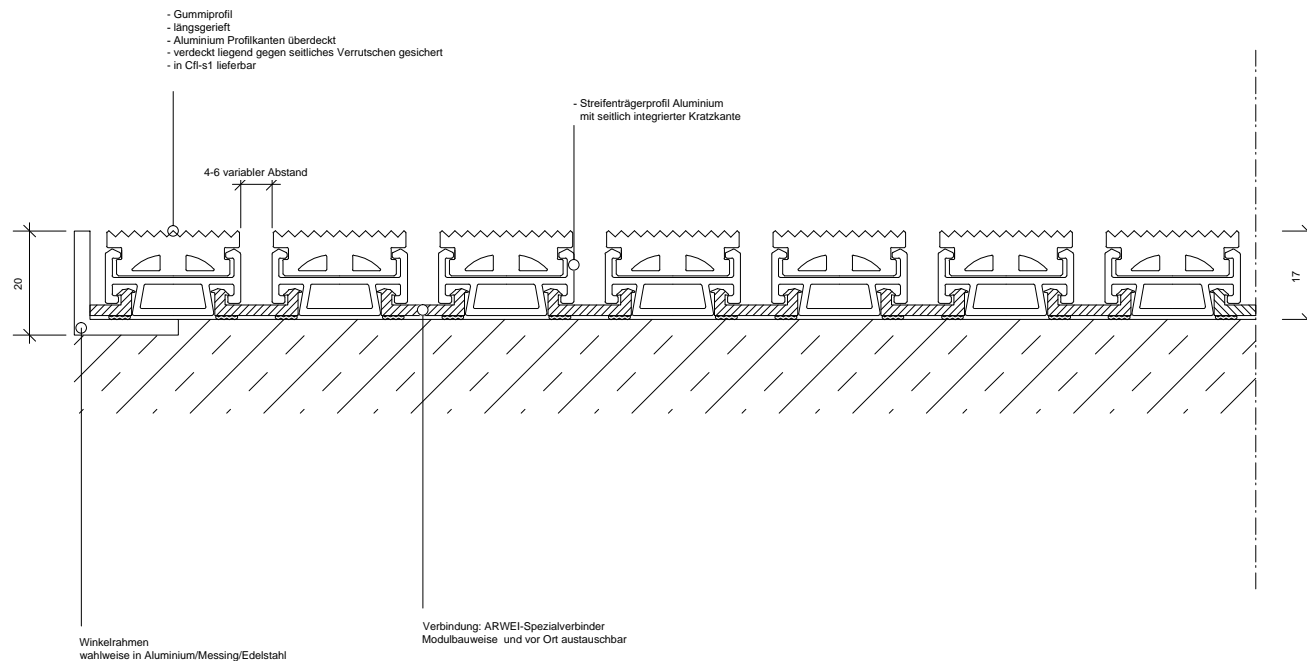 - Gummiprofil
- längsgerieft
- Aluminium Profilkanten überdeckt
- verdeckt liegend gegen seitliches Verrutschen gesichert
- in Cfl-s1 lieferbar
- Streifenträgerprofil Aluminium
mit seitlich integrierter Kratzkante
4-6 variabler Abstand
20
17
Verbindung: ARWEI-Spezialverbinder
Modulbauweise und vor Ort austauschbar
Winkelrahmen
wahlweise in Aluminium/Messing/Edelstahl